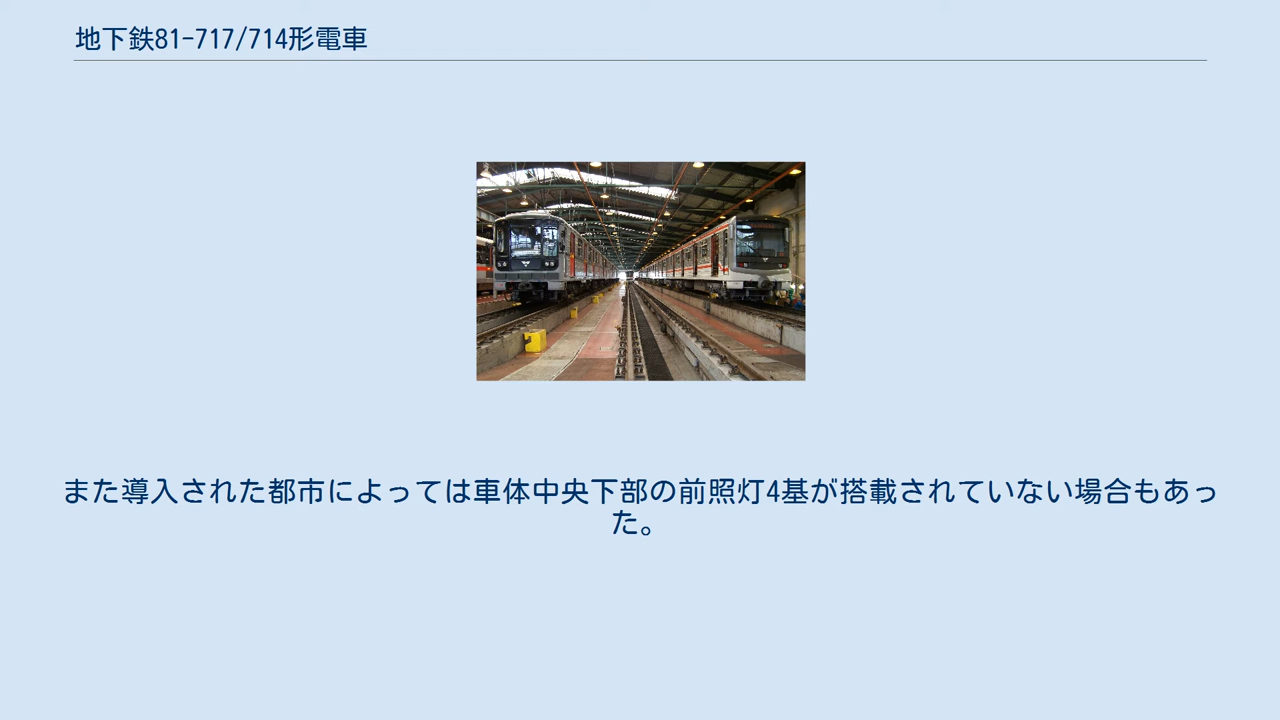 地下鉄81-717/714形電車
また導入された都市によっては車体中央下部の前照灯4基が搭載されていない場合もあっ
た。